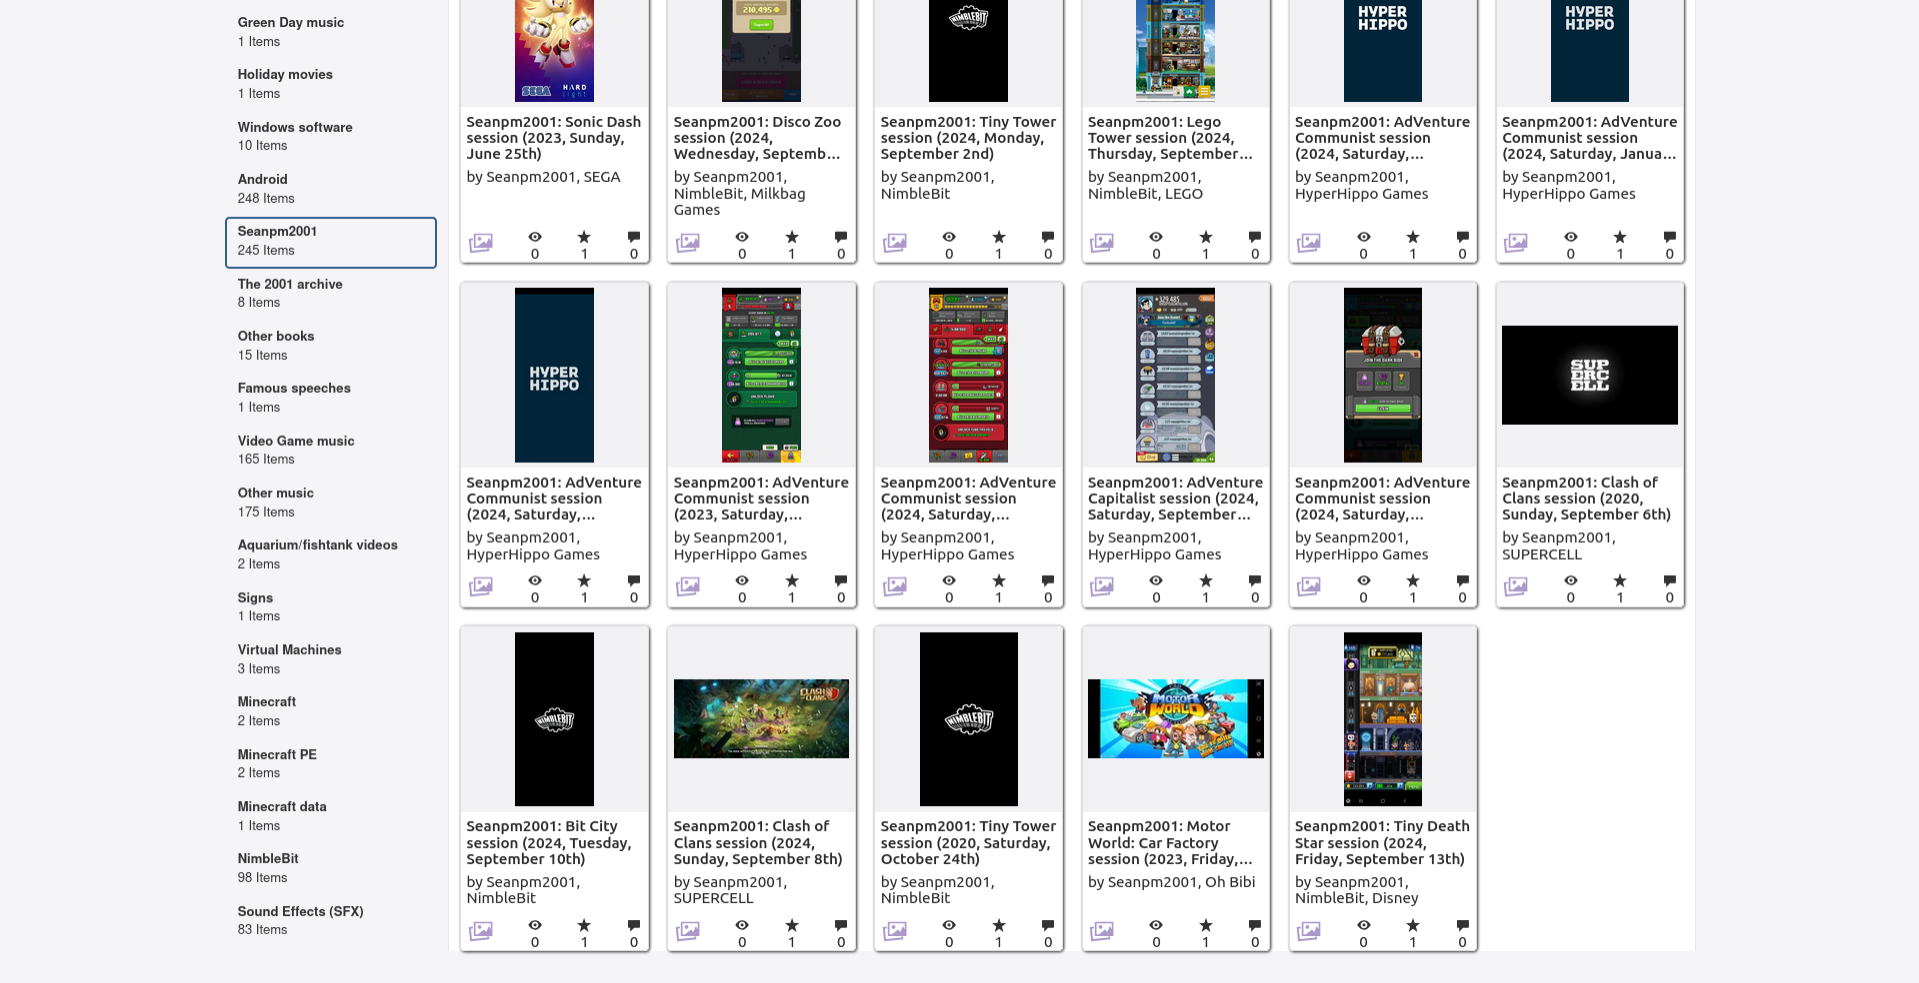 Green Day music
1 Items
Holiday movies
1 Items
Windows software
10 Items
Android
248 Items
Seanpm2001
245 Items
The 2001 archive
8 Items
Other books
15 Items
Famous speeches
1 Items
Video Game music
165 Items
Other music
175 Items
Aquarium/fishtank videos
2 Items
Signs
1 Items
Virtual Machines
3 Items
Minecraft
2 Items
Minecraft PE
2 Items
Minecraft data
1 Items
NimbleBit
98 Items
Sound Effects (SFX)
83 Items
SEGA
HARD
light
Seanpm2001: Sonic Dash
session (2023, Sunday,
June 25th)
by Seanpm2001, SEGA
0 1 0
210,495
Seanpm2001: Disco Zoo
session (2024,
Wednesday, Septemb...
by Seanpm2001,
NimbleBit, Milkbag
Games
0 1 0
NIMBLEBIT
Seanpm2001: Tiny Tower
session (2024, Monday,
September 2nd)
by Seanpm2001,
NimbleBit
0 1 0
Seanpm2001: Lego
Tower session (2024,
Thursday, September...
by Seanpm2001,
NimbleBit, LEGO
0 1 0
HYPER
HIPPO
Seanpm2001: AdVenture
Communist session
(2024, Saturday,...
by Seanpm2001,
HyperHippo Games
0 1 0
HYPER
HIPPO
Seanpm2001: AdVenture
Communist session
(2024, Saturday, Janua...
by Seanpm2001,
HyperHippo Games
0 1 0
HYPER
HIPPO
Seanpm2001: AdVenture
Communist session
(2024, Saturday,...
by Seanpm2001,
HyperHippo Games
0 1 0
Seanpm2001: AdVenture
Communist session
(2023, Saturday,...
by Seanpm2001,
HyperHippo Games
0 1 0
Seanpm2001: AdVenture
Communist session
(2024, Saturday,...
by Seanpm2001,
HyperHippo Games
0 1 0
329.485
Seanpm2001: AdVenture
Capitalist session (2024,
Saturday, September...
by Seanpm2001,
HyperHippo Games
0 1 0
JOIN THE DARK SIDE
Seanpm2001: AdVenture
Communist session
(2024, Saturday,...
by Seanpm2001,
HyperHippo Games
0 1 0
SUP
ERC
ELL
Seanpm2001: Clash of
Clans session (2020,
Sunday, September 6th)
by Seanpm2001,
SUPERCELL
0 1 0
NIMBLEBIT
Seanpm2001: Bit City
session (2024, Tuesday,
September 10th)
by Seanpm2001,
NimbleBit
0 1 0
CLASH
OF CLANS
Seanpm2001: Clash of
Clans session (2024,
Sunday, September 8th)
by Seanpm2001,
SUPERCELL
0 1 0
NIMBLEBIT
Seanpm2001: Tiny Tower
session (2020, Saturday,
October 24th)
by Seanpm2001,
NimbleBit
0 1 0
MOTOR
WORLD
Seanpm2001: Motor
World: Car Factory
session (2023, Friday,...
by Seanpm2001, Oh Bibi
0 1 0
Seanpm2001: Tiny Death
Star session (2024,
Friday, September 13th)
by Seanpm2001,
NimbleBit, Disney
0 1 0